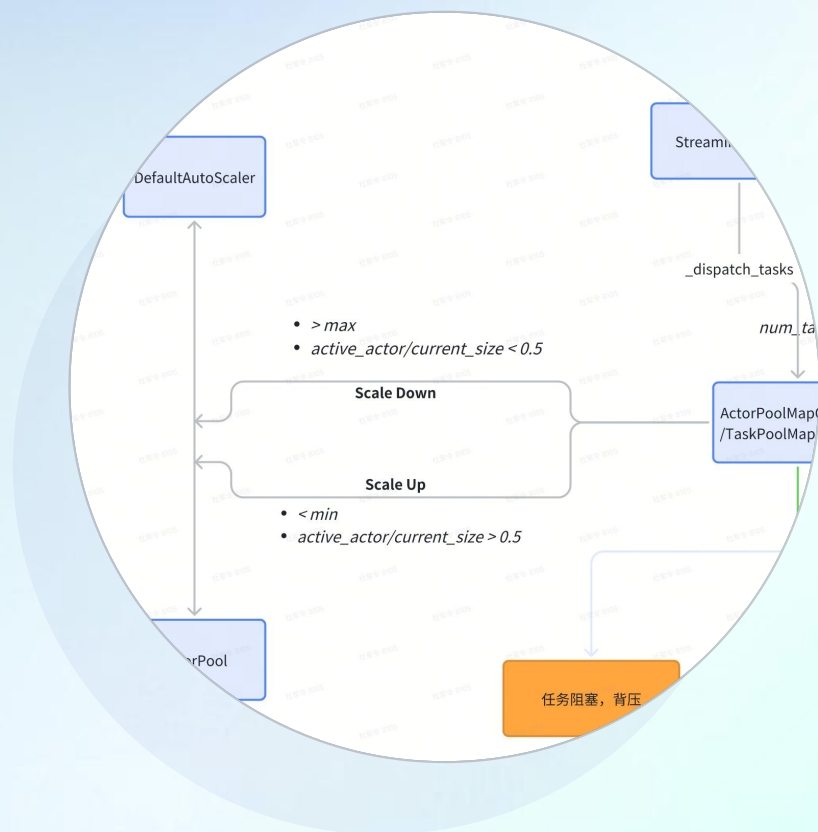 DefaultAutoScaler
_dispatch_tasks
> max
active_actor/current_size < 0.5
Scale Down
/TaskPoolMap
Scale Up
< min
active_actor/current_size > 0.5
任务阻塞，背压